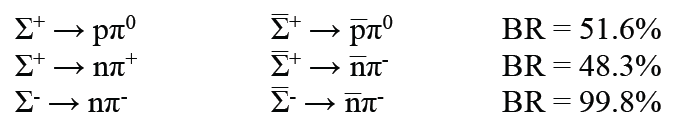 Σ⁺ → pπ⁰ Σ̅⁺ → p̅π⁰ BR = 51.6%
Σ⁺ → nπ⁺ Σ̅⁺ → n̅π⁻ BR = 48.3%
Σ⁻ → nπ⁻ Σ̅⁻ → n̅π⁻ BR = 99.8%